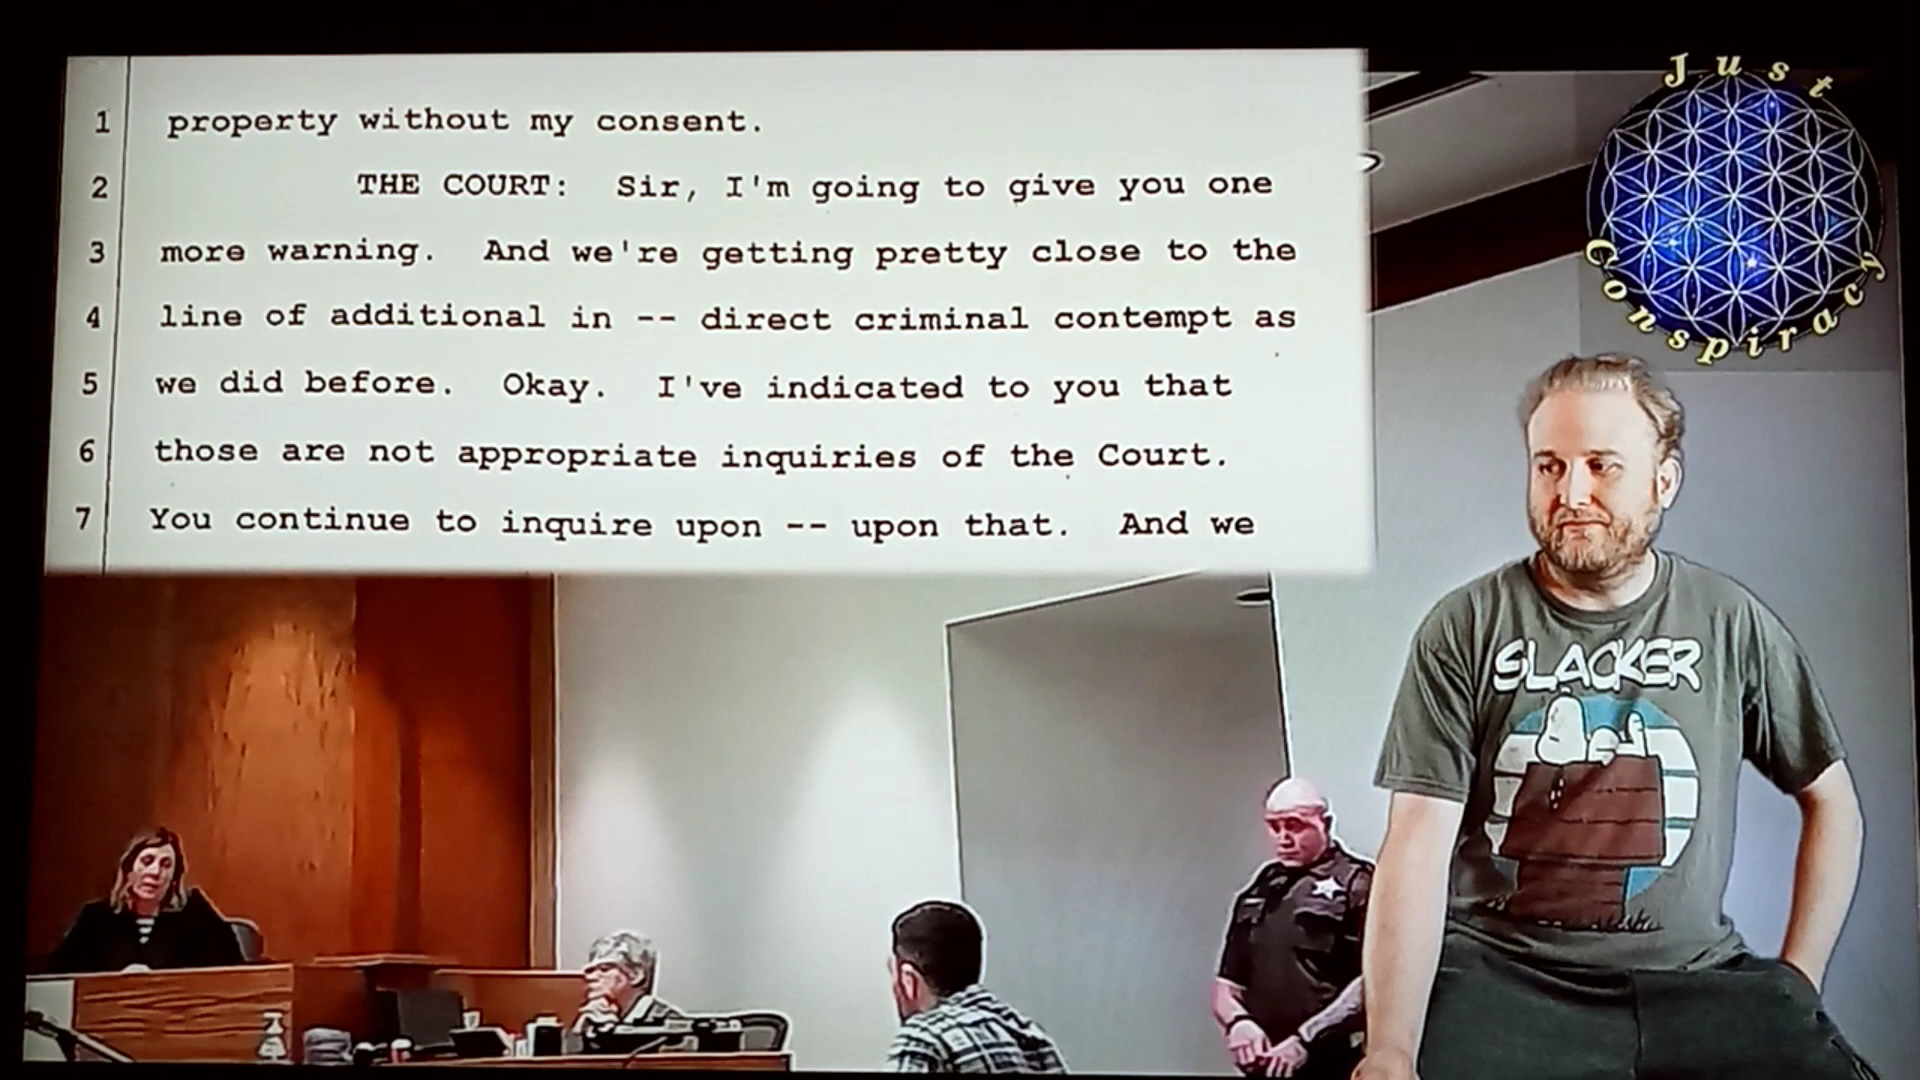 1 property without my consent.
2 THE COURT: Sir, I'm going to give you one
3 more warning. And we're getting pretty close to the
4 line of additional in -- direct criminal contempt as
5 we did before. Okay. I've indicated to you that
6 those are not appropriate inquiries of the Court.
7 You continue to inquire upon -- upon that. And we
Just
Conspiracy
SLACKER